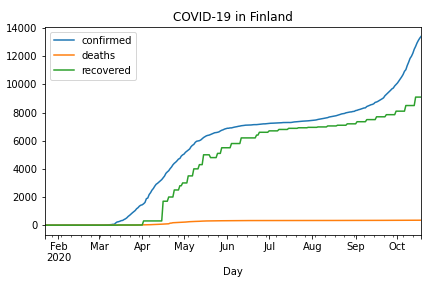 COVID-19 in Finland
14000
12000
10000
8000
6000
4000
2000
0
confirmed
deaths
recovered
Feb Mar Apr May Jun Jul Aug Sep Oct
2020
Day